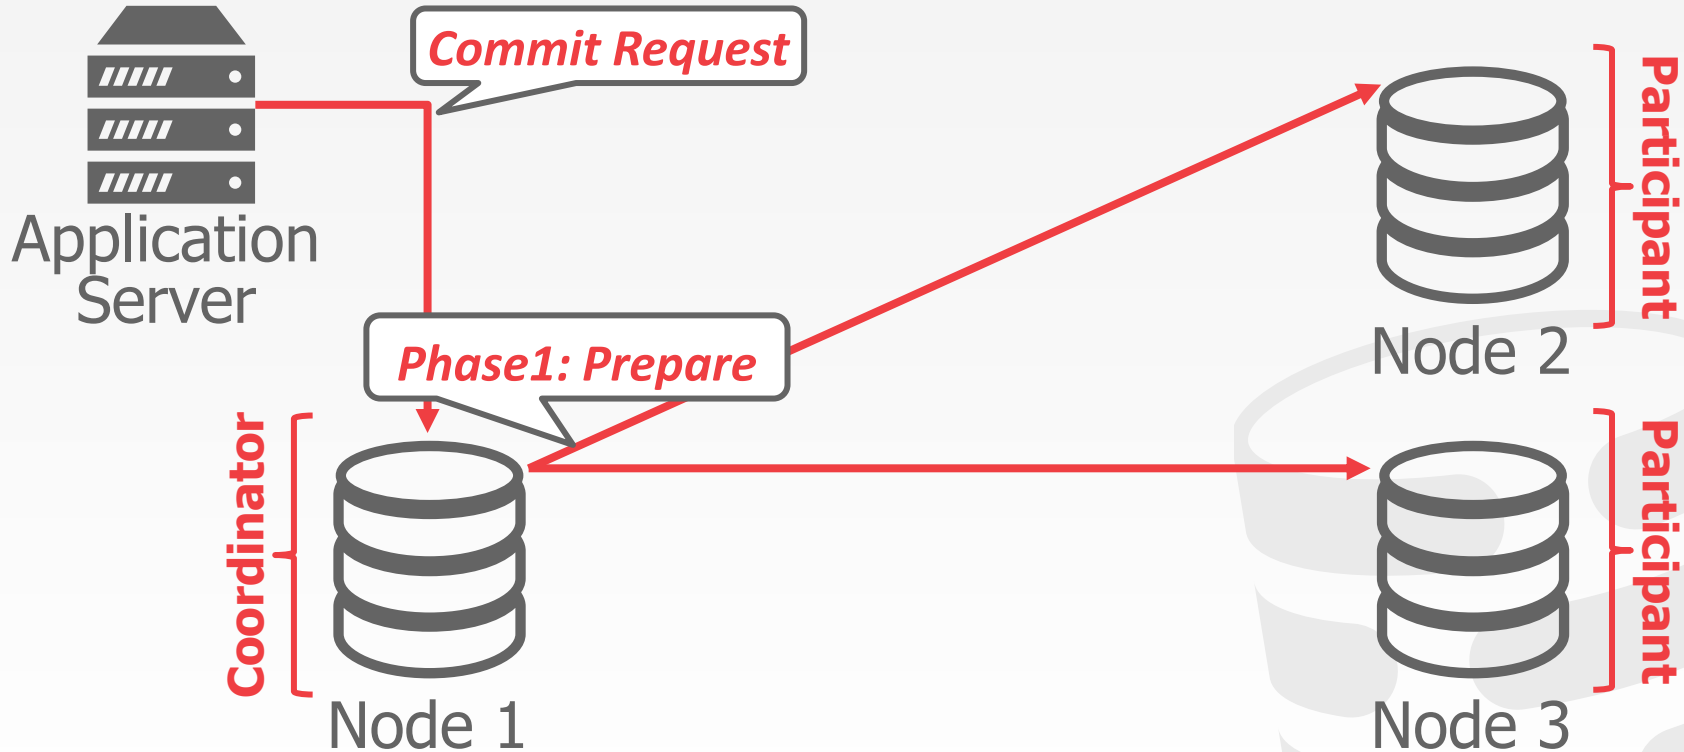 Commit Request
Application
Server
Participant
Node 2
Phase1: Prepare
Coordinator
Node 1
Participant
Node 3